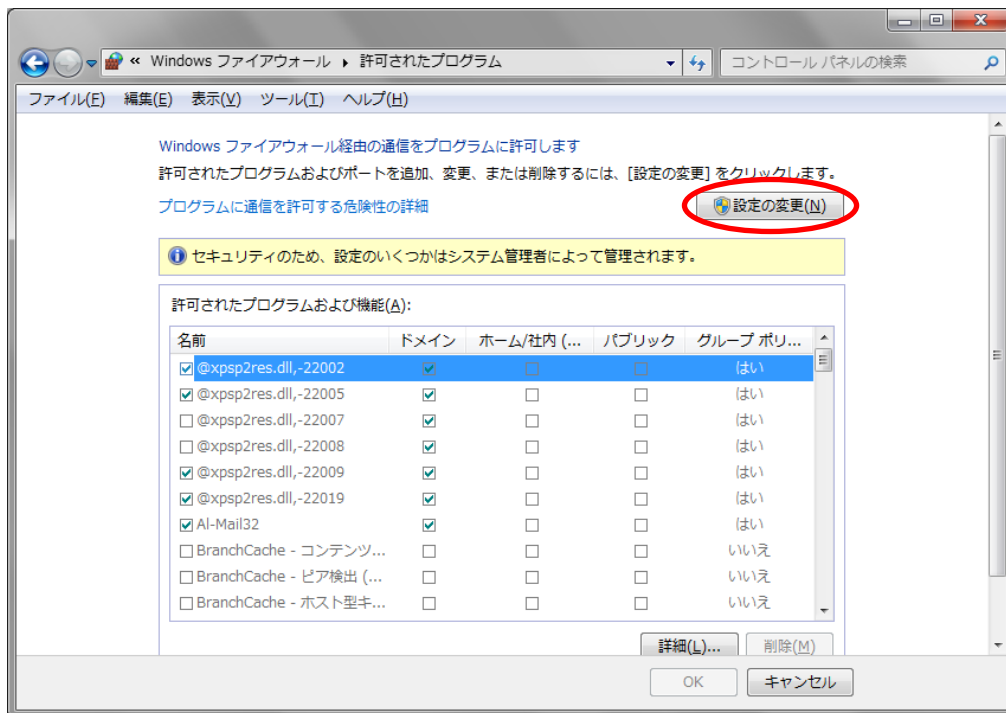 « Windows ファイアウォール ▸ 許可されたプログラム
コントロール パネルの検索
ファイル(F) 編集(E) 表示(V) ツール(T) ヘルプ(H)
Windows ファイアウォール経由の通信をプログラムに許可します
許可されたプログラムおよびポートを追加、変更、または削除するには、[設定の変更] をクリックします。
プログラムに通信を許可する危険性の詳細
設定の変更(N)
セキュリティのため、設定のいくつかはシステム管理者によって管理されます。
許可されたプログラムおよび機能(A):
名前 ドメイン ホーム/社内 (... パブリック グループ ポリ...
@xpsp2res.dll,-22002 はい
@xpsp2res.dll,-22005 はい
@xpsp2res.dll,-22007 はい
@xpsp2res.dll,-22008 はい
@xpsp2res.dll,-22009 はい
@xpsp2res.dll,-22019 はい
Al-Mail32 はい
BranchCache - コンテンツ... いいえ
BranchCache - ピア検出 (... いいえ
BranchCache - ホスト型キ... いいえ
詳細(L)... 削除(M)
OK キャンセル